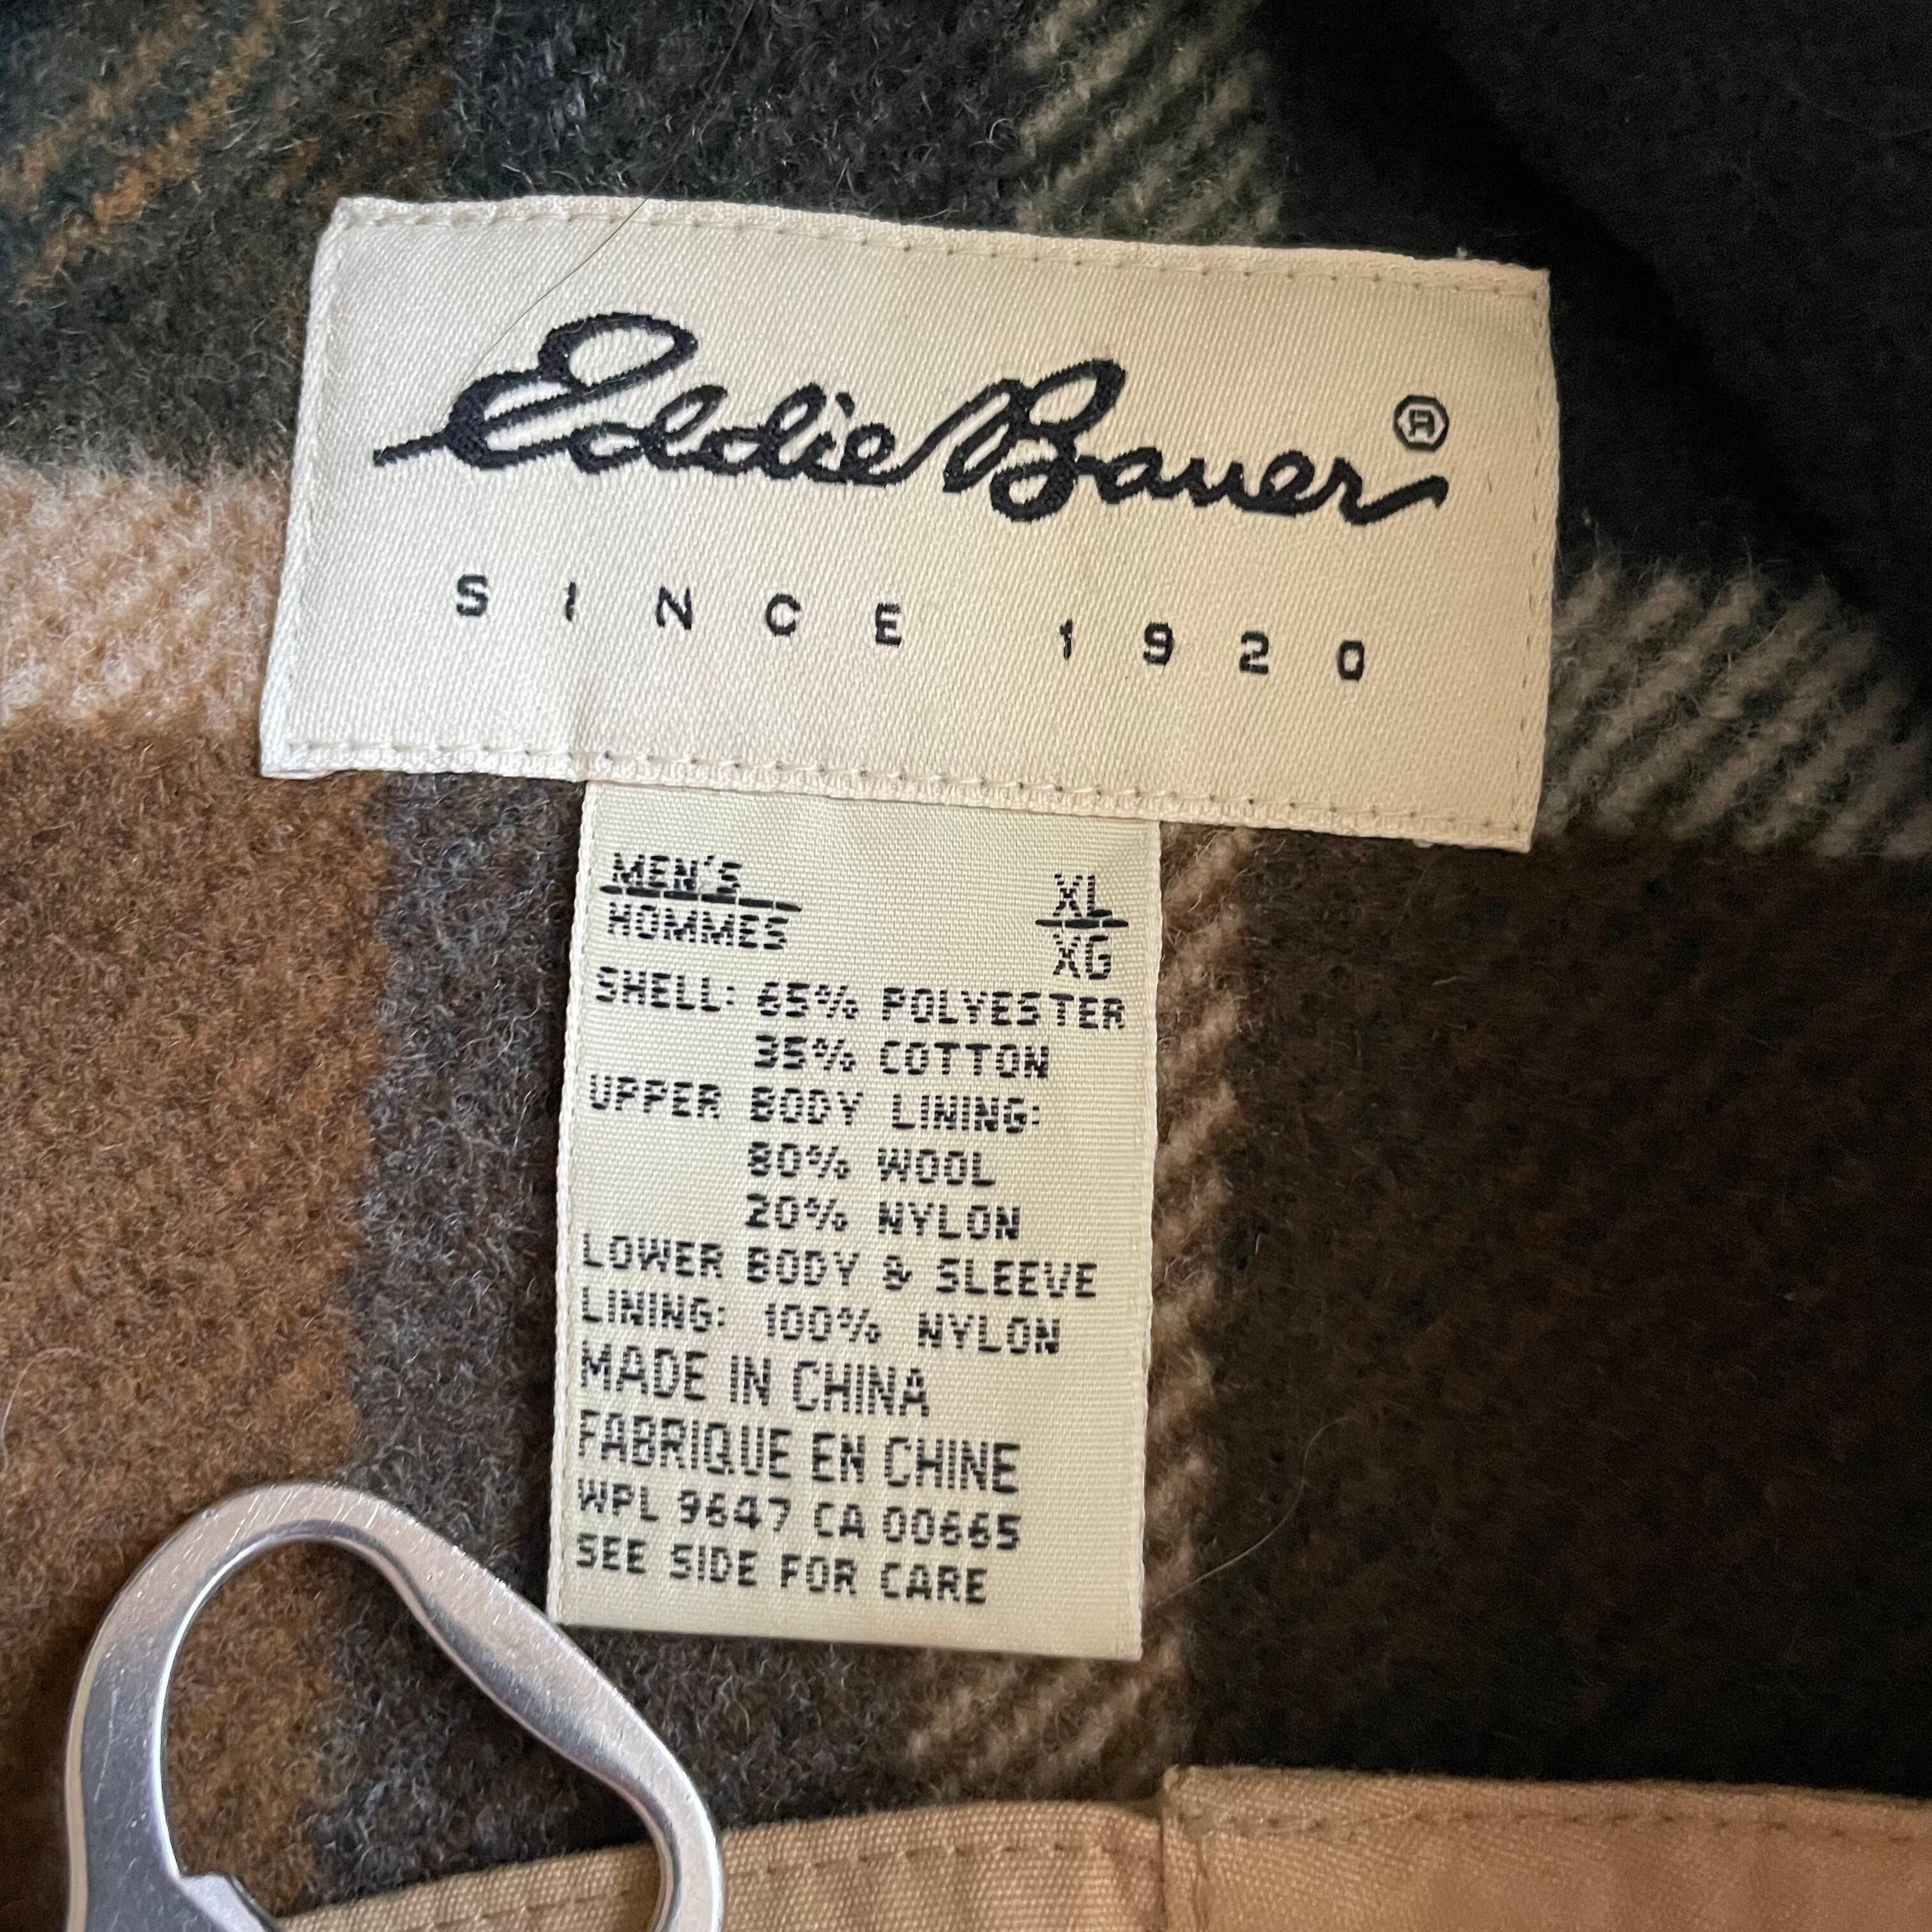 Eddie Bauer ®
SINCE 1920
MEN'S XL
HOMMES XG
SHELL: 65% POLYESTER
35% COTTON
UPPER BODY LINING:
80% WOOL
20% NYLON
LOWER BODY & SLEEVE
LINING: 100% NYLON
MADE IN CHINA
FABRIQUE EN CHINE
WPL 9647 CA 00665
SEE SIDE FOR CARE